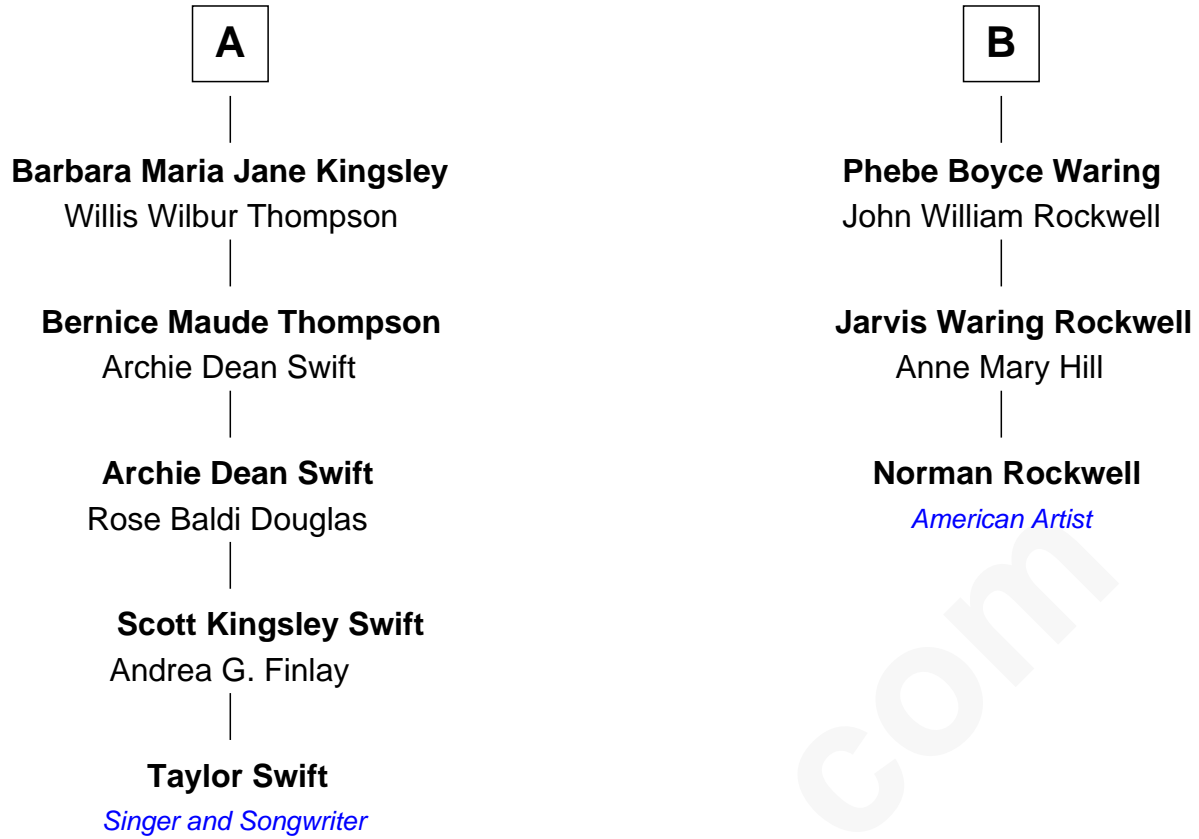 A
Barbara Maria Jane Kingsley
Willis Wilbur Thompson
Bernice Maude Thompson
Archie Dean Swift
Archie Dean Swift
Rose Baldi Douglas
Scott Kingsley Swift
Andrea G. Finlay
Taylor Swift
Singer and Songwriter
B
Phebe Boyce Waring
John William Rockwell
Jarvis Waring Rockwell
Anne Mary Hill
Norman Rockwell
American Artist
com